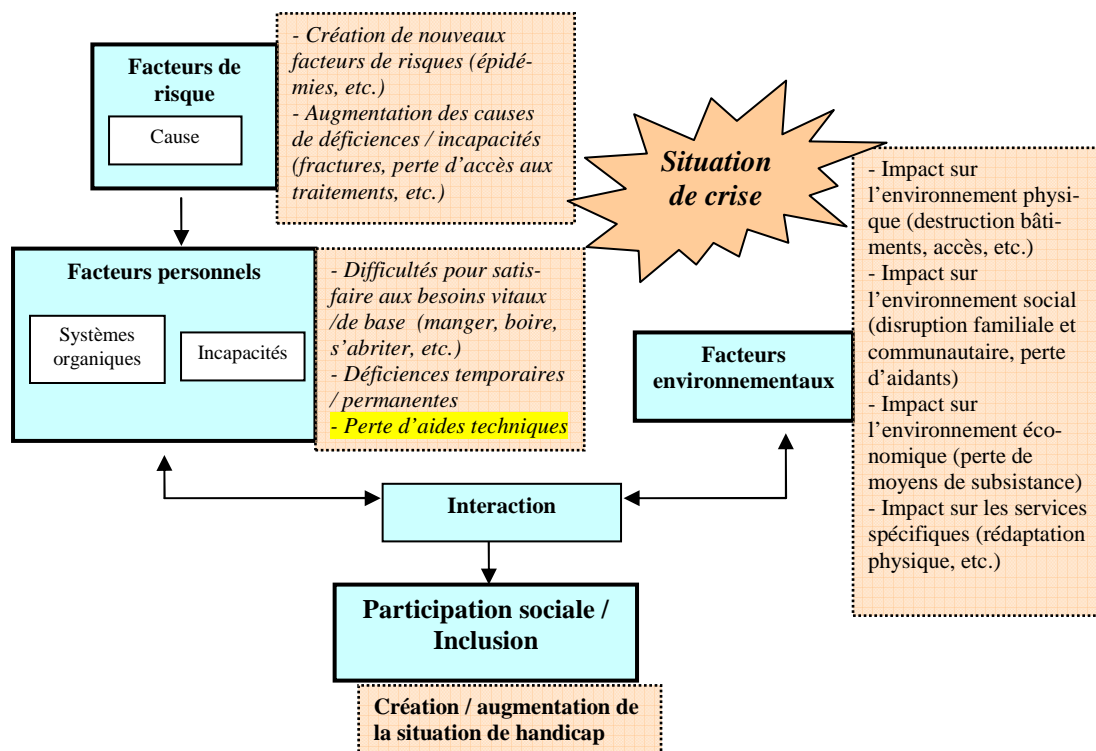 Facteurs de
risque
Cause
- Création de nouveaux
facteurs de risques (épidé-
mies, etc.)
- Augmentation des causes
de déficiences / incapacités
(fractures, perte d’accès aux
traitements, etc.)
Situation
de crise
- Impact sur
l’environnement physi-
que (destruction bâti-
ments, accès, etc.)
- Impact sur
l’environnement social
(disruption familiale et
communautaire, perte
d’aidants)
- Impact sur
l’environnement éco-
nomique (perte de
moyens de subsistance)
- Impact sur les services
spécifiques (rédaptation
physique, etc.)
Facteurs personnels
Systèmes
organiques
Incapacités
- Difficultés pour satis-
faire aux besoins vitaux
/de base (manger, boire,
s’abriter, etc.)
- Déficiences temporaires
/ permanentes
- Perte d’aides techniques
Facteurs
environnementaux
Interaction
Participation sociale /
Inclusion
Création / augmentation de
la situation de handicap